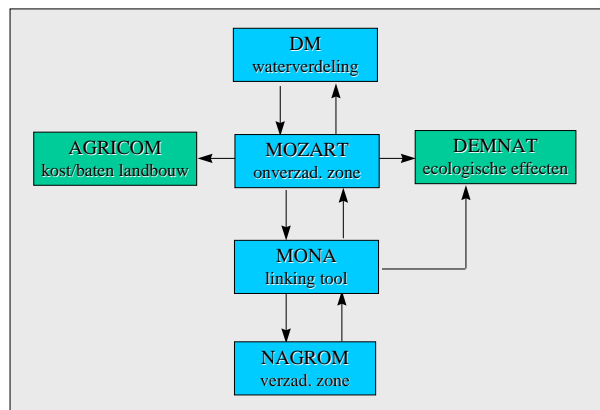 DM
waterverdeling
AGRICOM
kost/baten landbouw
MOZART
onverzad. zone
DEMNAT
ecologische effecten
MONA
linking tool
NAGROM
verzad. zone